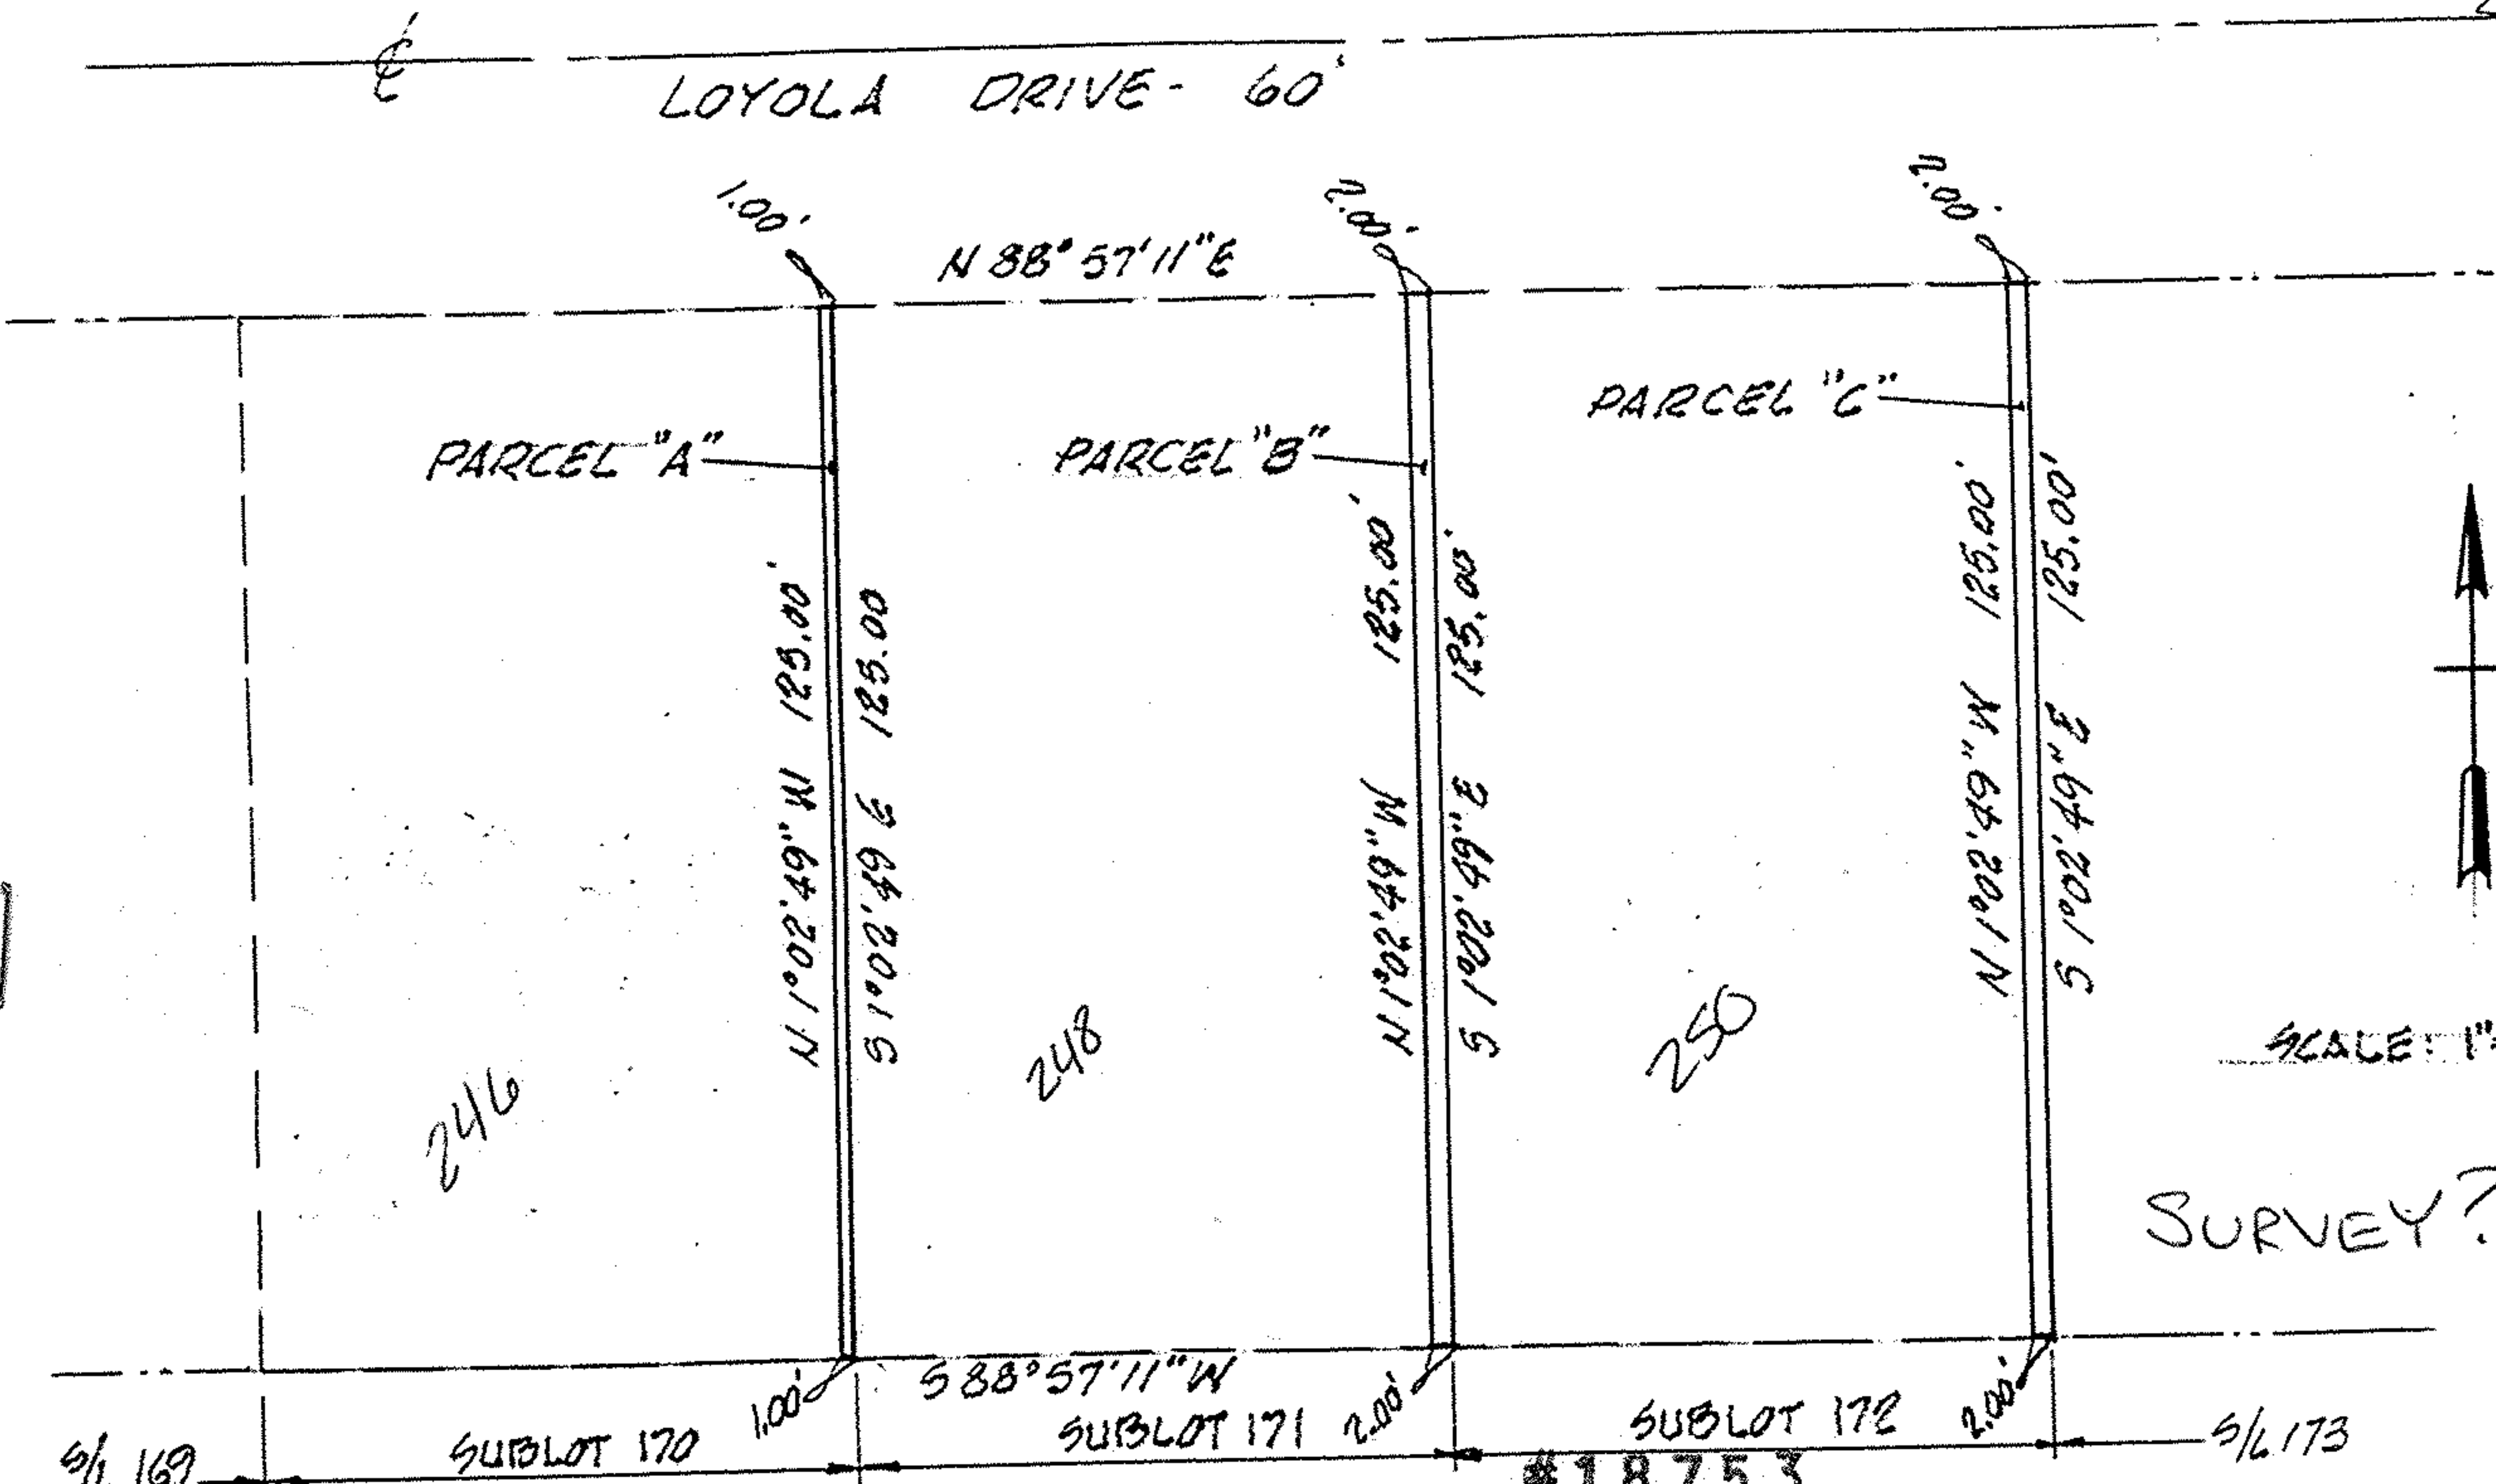 ℄
LOYOLA DRIVE - 60'
1.00'
2.00'
2.00'
N 88° 57' 11" E
PARCEL "A"
PARCEL "B"
PARCEL "C"
N 1° 02' 49" W 125.00'
S 1° 02' 49 E 125.00
N 1° 02' 49" W 125.00'
S 1° 02' 49" E 125.00'
N 1° 02' 49" W 125.00'
S 1° 02' 49" E 125.00'
246
248
250
SCALE: 1"
SURVEY?
1.00'
S 88° 57' 11" W
2.00'
2.00'
S/L 169
SUBLOT 170
SUBLOT 171
SUBLOT 172
S/L 173
#18753